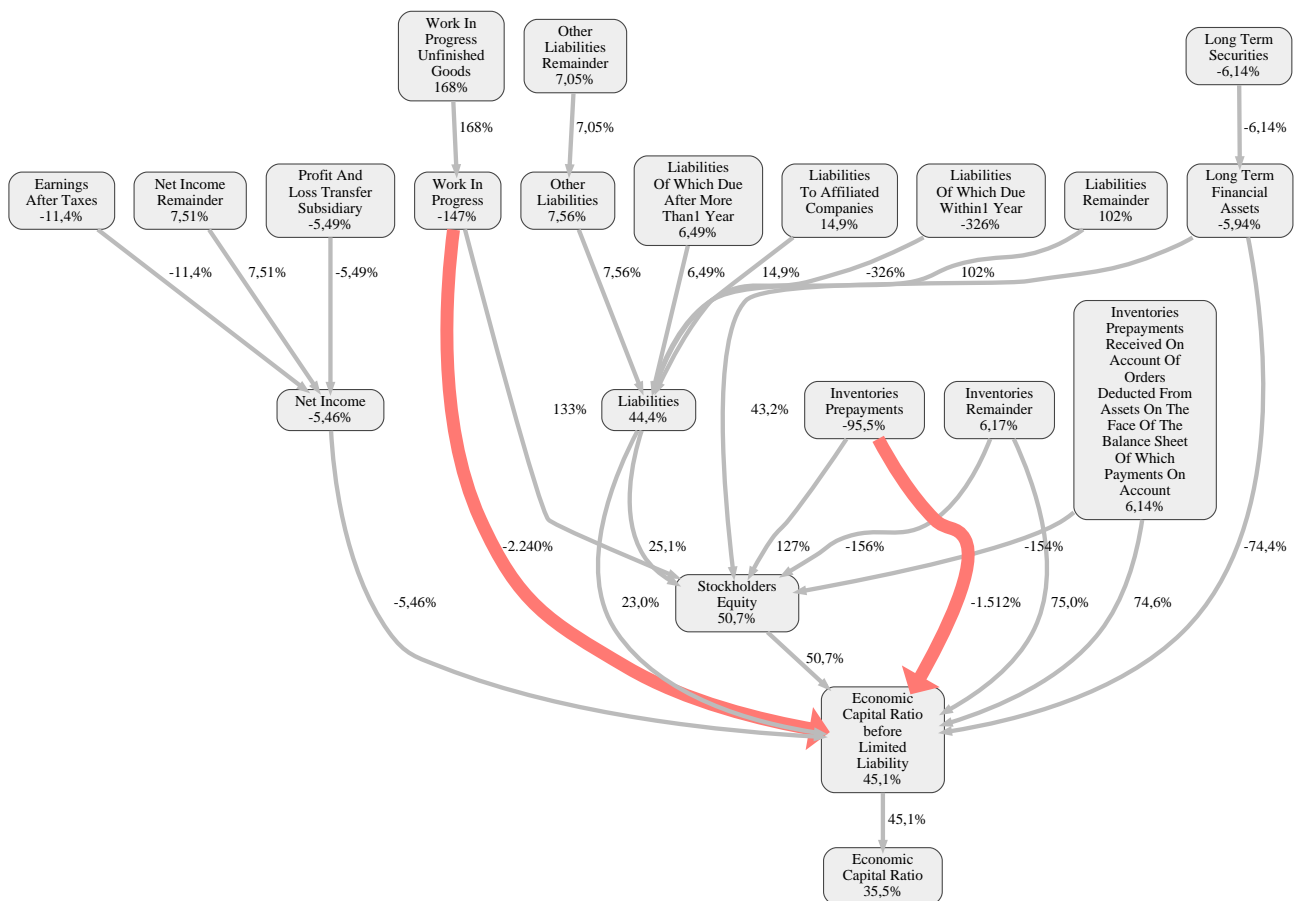 Work In
Progress
Unfinished
Goods
168%
Other
Liabilities
Remainder
7,05%
Long Term
Securities
-6,14%
168%
7,05%
-6,14%
Earnings
After Taxes
-11,4%
Net Income
Remainder
7,51%
Profit And
Loss Transfer
Subsidiary
-5,49%
Work In
Progress
-147%
Other
Liabilities
7,56%
Liabilities
Of Which Due
After More
Than1 Year
6,49%
Liabilities
To Affiliated
Companies
14,9%
Liabilities
Of Which Due
Within1 Year
-326%
Liabilities
Remainder
102%
Long Term
Financial
Assets
-5,94%
-11,4%
7,51%
-5,49%
7,56%
6,49%
14,9%
-326%
102%
Inventories
Prepayments
Received On
Account Of
Orders
Deducted From
Assets On The
Face Of The
Balance Sheet
Of Which
Payments On
Account
6,14%
Net Income
-5,46%
133%
Liabilities
44,4%
43,2%
Inventories
Prepayments
-95,5%
Inventories
Remainder
6,17%
-2.240%
25,1%
127%
-156%
-154%
-74,4%
Stockholders
Equity
50,7%
-5,46%
23,0%
-1.512%
75,0%
74,6%
50,7%
Economic
Capital Ratio
before
Limited
Liability
45,1%
45,1%
Economic
Capital Ratio
35,5%